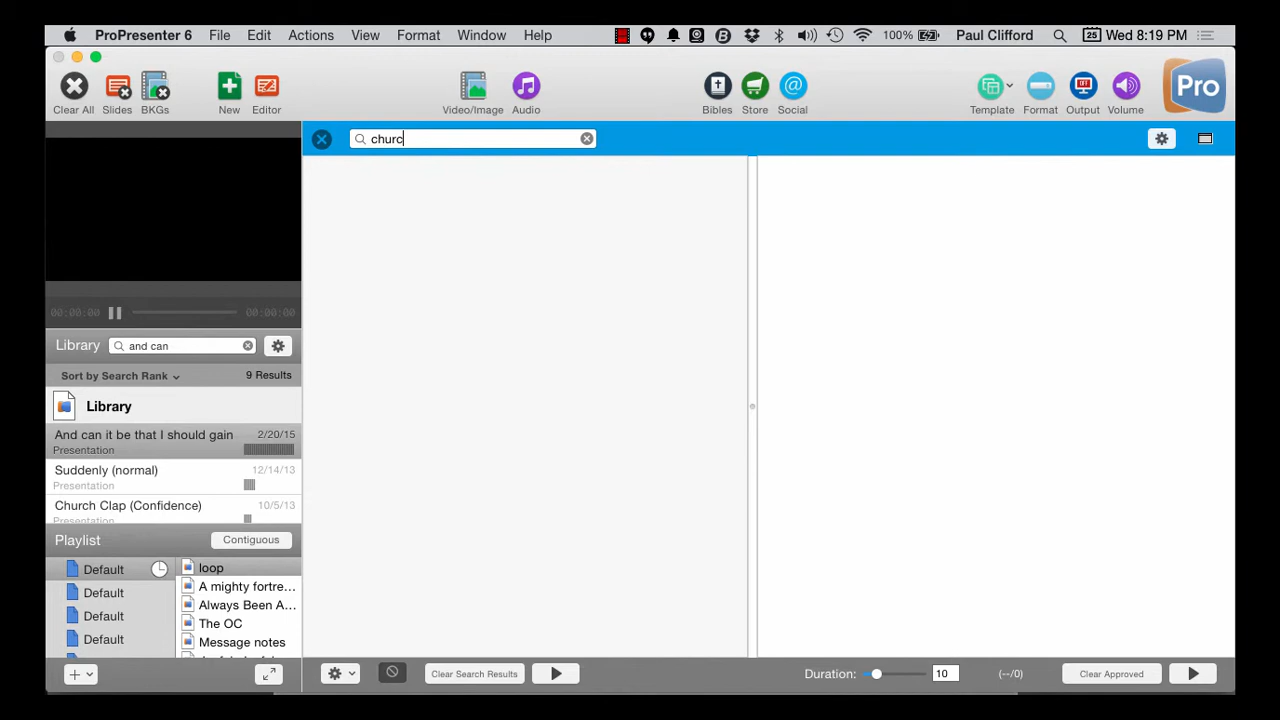 ProPresenter 6 File Edit Actions View Format Window Help 100% Paul Clifford 25 Wed 8:19 PM
Clear All Slides BKGs New Editor Video/Image Audio Bibles Store Social Template Format Output Volume Pro
OFF
churc
00:00:00 00:00:00
Library and can
Sort by Search Rank 9 Results
Library
And can it be that I should gain 2/20/15
Presentation
Suddenly (normal) 12/14/13
Presentation
Church Clap (Confidence) 10/5/13
Presentation
Playlist Contiguous
Default loop
A mighty fortre...
Default
Always Been A...
Default The OC
Default Message notes
Clear Search Results Duration: 10 (--/0) Clear Approved